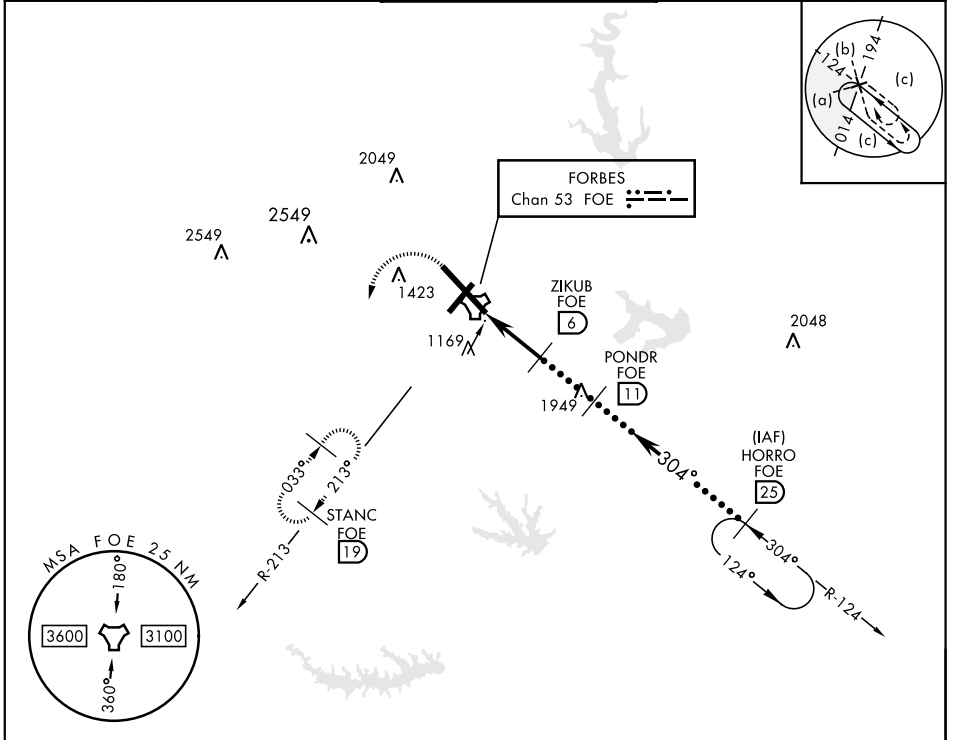 (b)
194
124
(c)
(a)
014
(c)
2049
2549
2549
1423
1169
FORBES
Chan 53 FOE
ZIKUB
FOE
6
2048
PONDR
FOE
11
1949
(IAF)
HORRO
FOE
25
304°
304°
124°
R-124
033°
213°
STANC
FOE
19
R-213
MSA FOE 25 NM
180°
3600
3100
360°